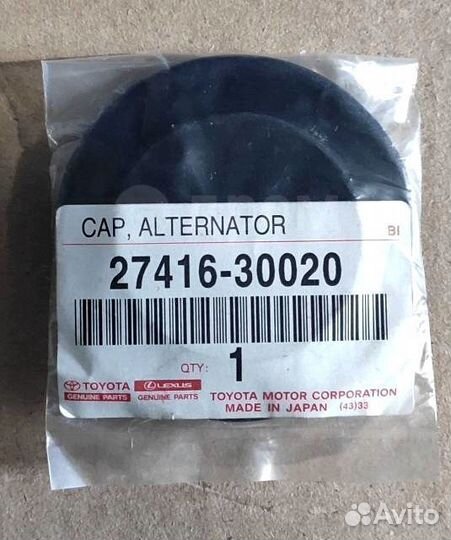 CAP, ALTERNATOR
BI
27416-30020
QTY: 1
TOYOTA
GENUINE PARTS
LEXUS
GENUINE PARTS
TOYOTA MOTOR CORPORATION
MADE IN JAPAN (43)33
Avito